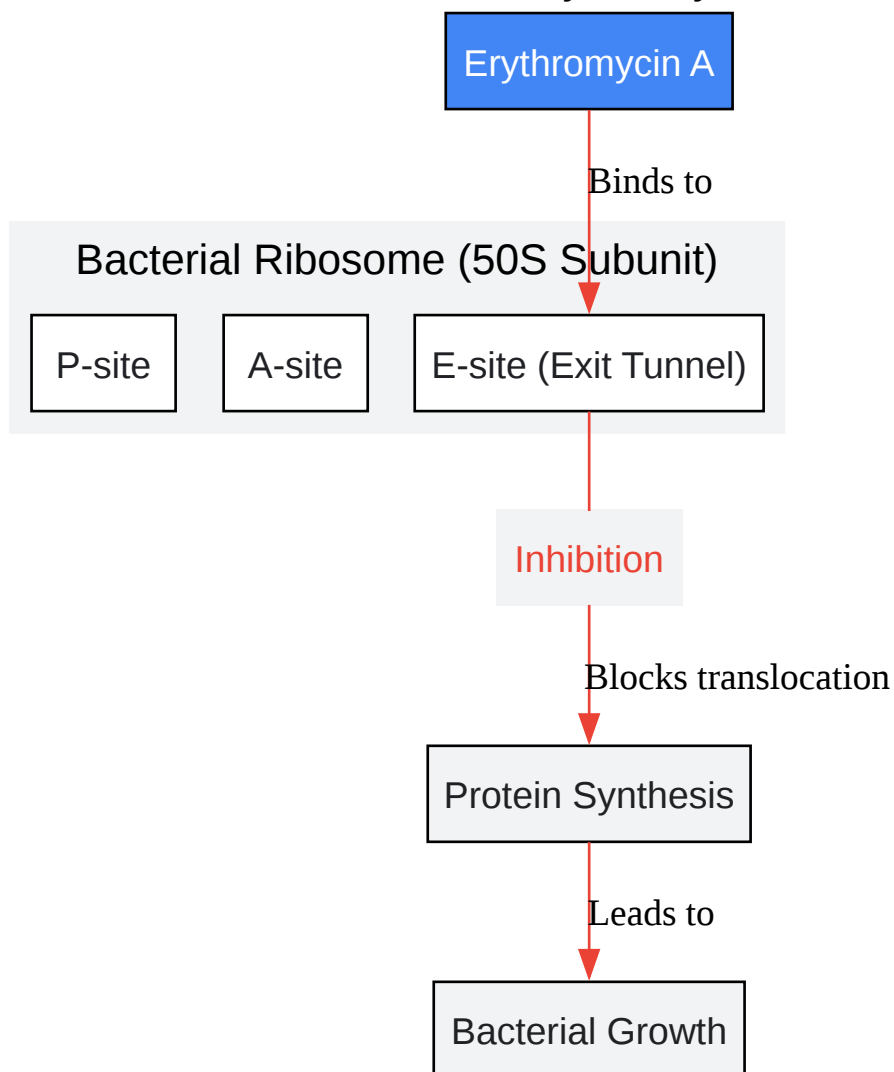 Erythromycin A
Binds to
Bacterial Ribosome (50S Subunit)
P-site
A-site
E-site (Exit Tunnel)
Inhibition
Blocks translocation
Protein Synthesis
Leads to
Bacterial Growth